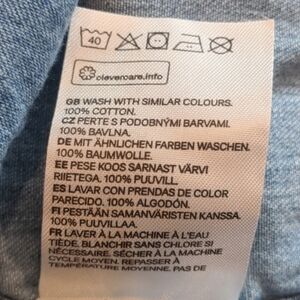 40
clevercare.info
GB WASH WITH SIMILAR COLOURS.
100% COTTON.
CZ PERTE S PODOBNÝMI BARVAMI.
100% BAVLNA.
DE MIT ÄHNLICHEN FARBEN WASCHEN.
100% BAUMWOLLE.
EE PESE KOOS SARNAST VÄRVI
RIIETEGA. 100% PUUVILL.
ES LAVAR CON PRENDAS DE COLOR
PARECIDO. 100% ALGODÓN.
FI PESTÄÄN SAMANVÄRISTEN KANSSA.
100% PUUVILLAA.
FR LAVER À LA MACHINE À L'EAU
TIÈDE, BLANCHIR SANS CHLORE SI
NÉCESSAIRE. SÉCHER À LA MACHINE
CYCLE MOYEN. REPASSER À
TEMPÉRATURE MOYENNE. PAS DE